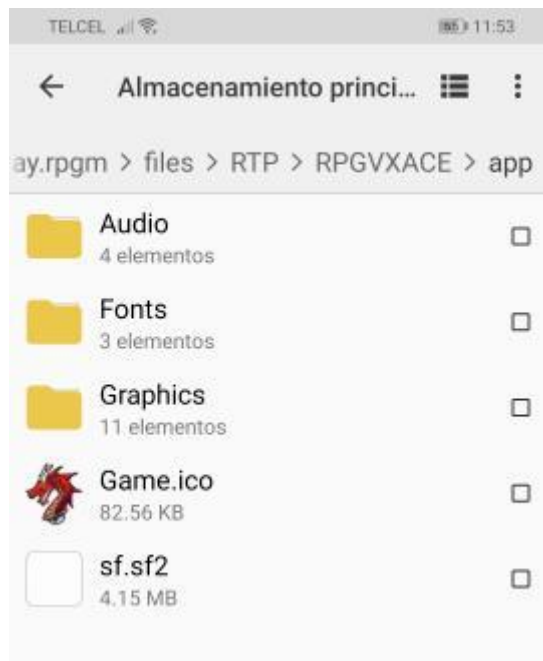 TELCEL 11:53
Almacenamiento princi...
ay.rpgm > files > RTP > RPGVXACE > app
Audio
4 elementos
Fonts
3 elementos
Graphics
11 elementos
Game.ico
82.56 KB
sf.sf2
4.15 MB